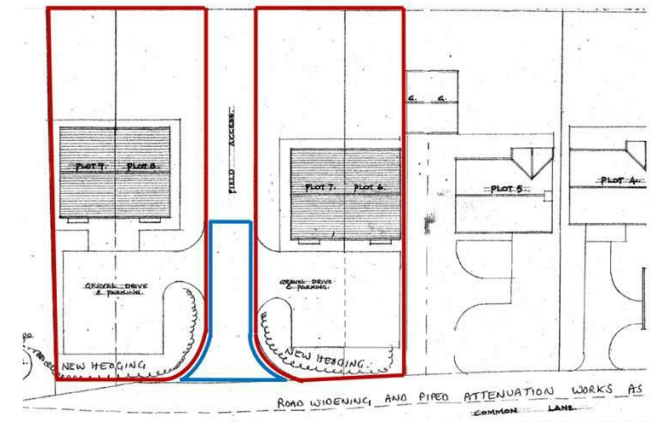 G. G.
FIELD ACCESS.
PLOT 9. PLOT 8.
PLOT 7. PLOT 6.
PLOT 5.
PLOT 4.
GRAVEL DRIVE
& PARKING.
GRAVEL DRIVE
& PARKING.
NEW HEDGING
NEW HEDGING.
ROAD WIDENING AND PIPED ATTENUATION WORKS AS
COMMON LANE.